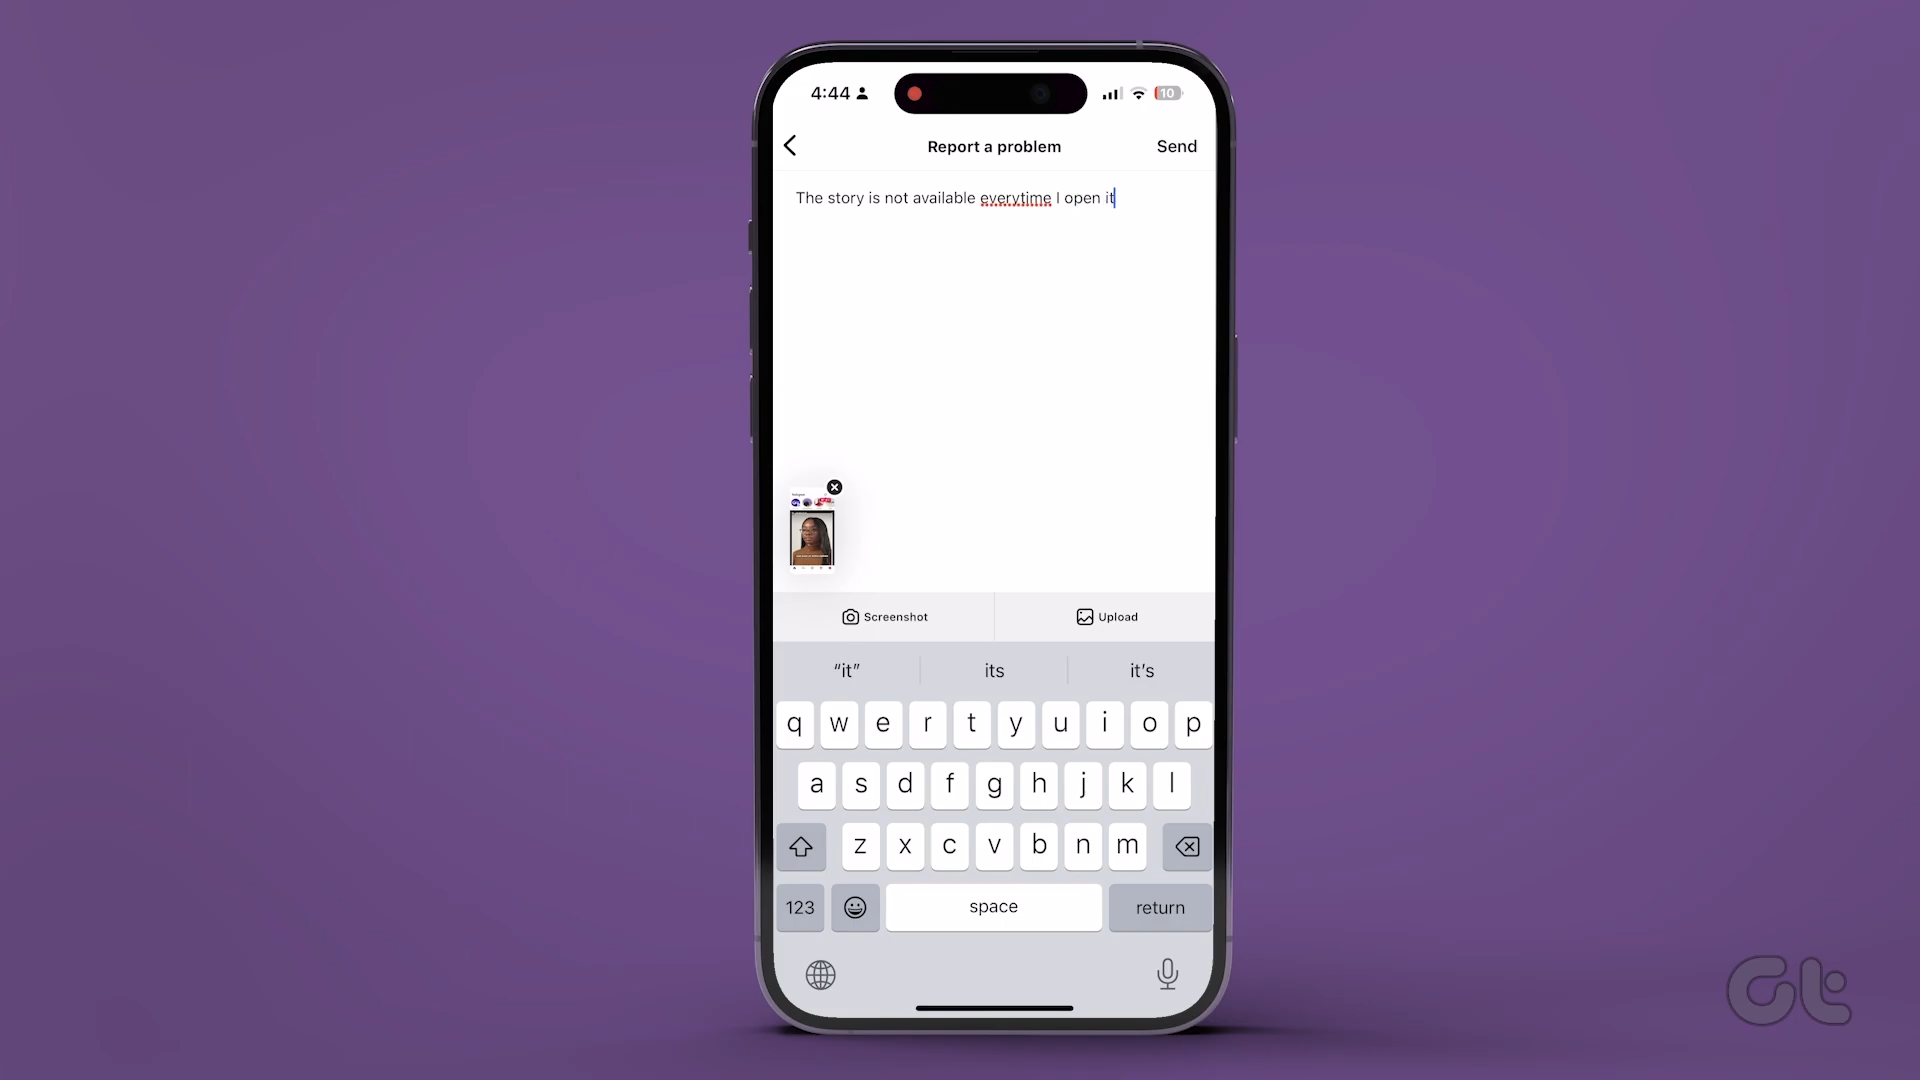 4:44
10
Report a problem
Send
The story is not available everytime I open it
Screenshot
Upload
“it”
its
it’s
q w e r t y u i o p
a s d f g h j k l
z x c v b n m
123
space
return
Gt